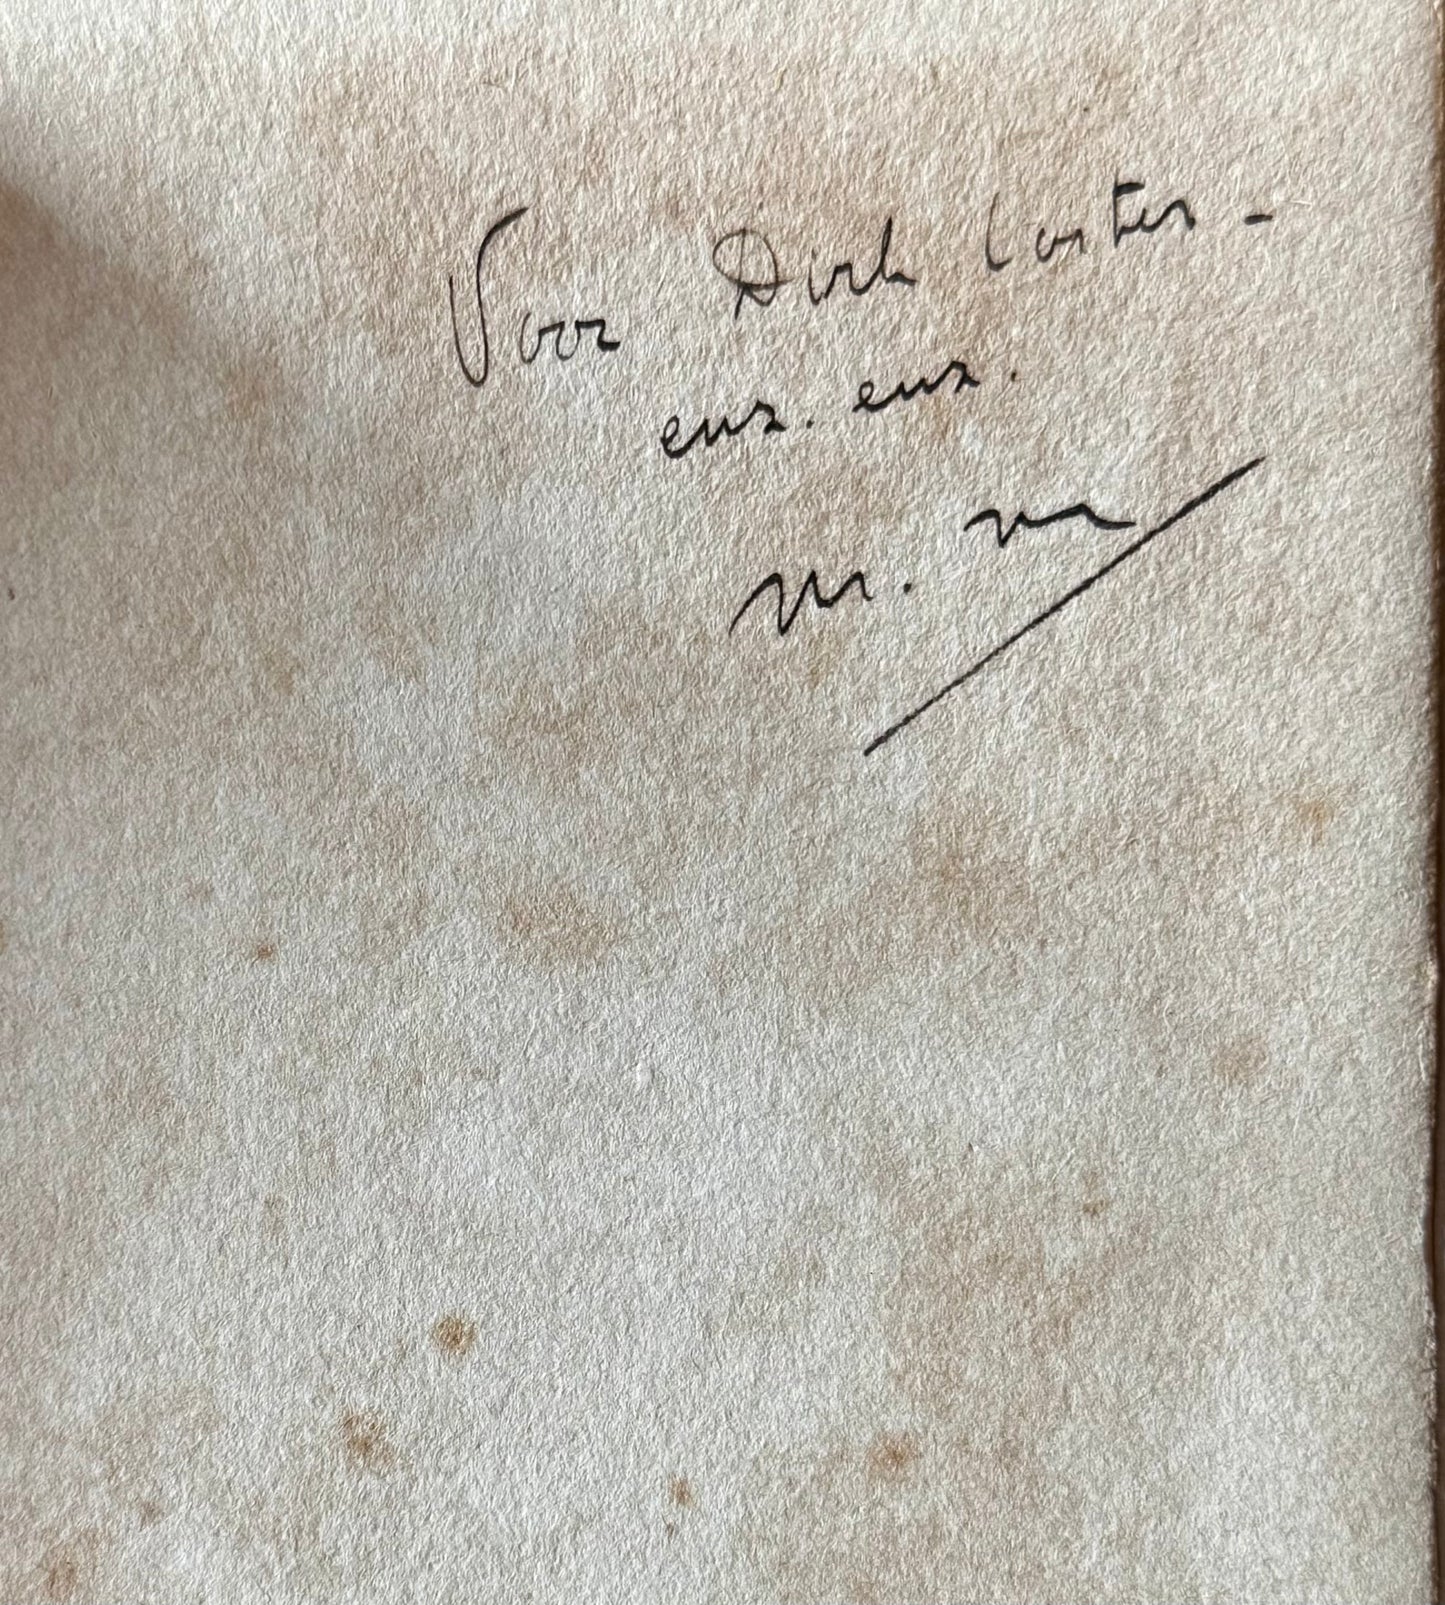 Voor Dirk Coster -
enz. enz.
M. N.